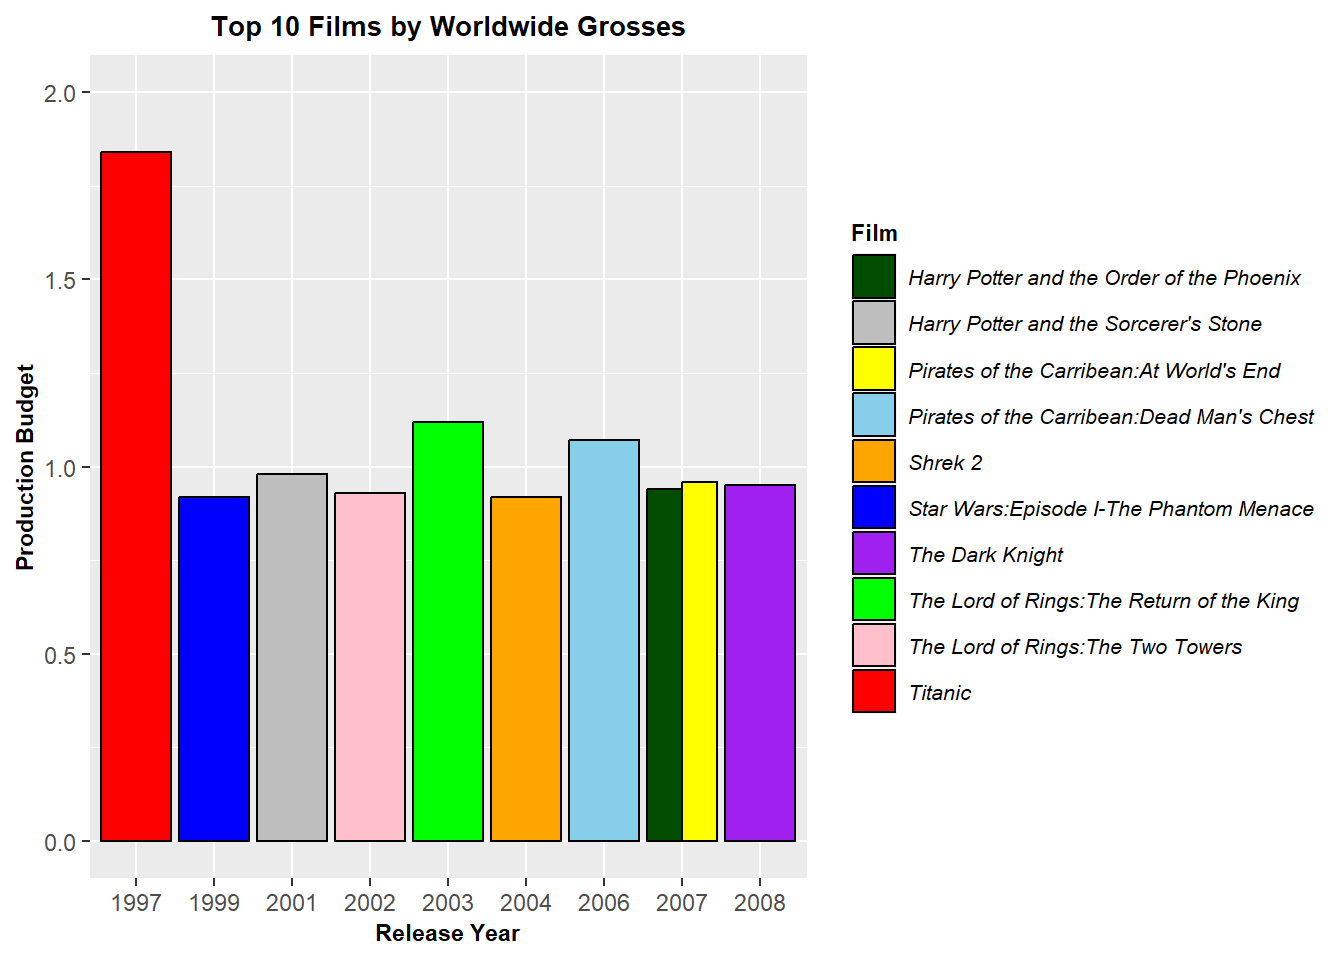 Top 10 Films by Worldwide Grosses
Production Budget
2.0
1.5
1.0
0.5
0.0
1997 1999 2001 2002 2003 2004 2006 2007 2008
Release Year
Film
Harry Potter and the Order of the Phoenix
Harry Potter and the Sorcerer's Stone
Pirates of the Carribean:At World's End
Pirates of the Carribean:Dead Man's Chest
Shrek 2
Star Wars:Episode I-The Phantom Menace
The Dark Knight
The Lord of Rings:The Return of the King
The Lord of Rings:The Two Towers
Titanic